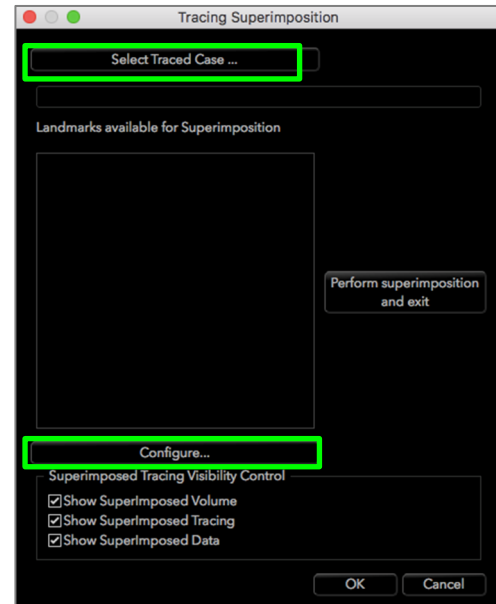 Tracing Superimposition
Select Traced Case ...
Landmarks available for Superimposition
Perform superimposition
and exit
Configure...
Superimposed Tracing Visibility Control
Show SuperImposed Volume
Show SuperImposed Tracing
Show SuperImposed Data
OK
Cancel